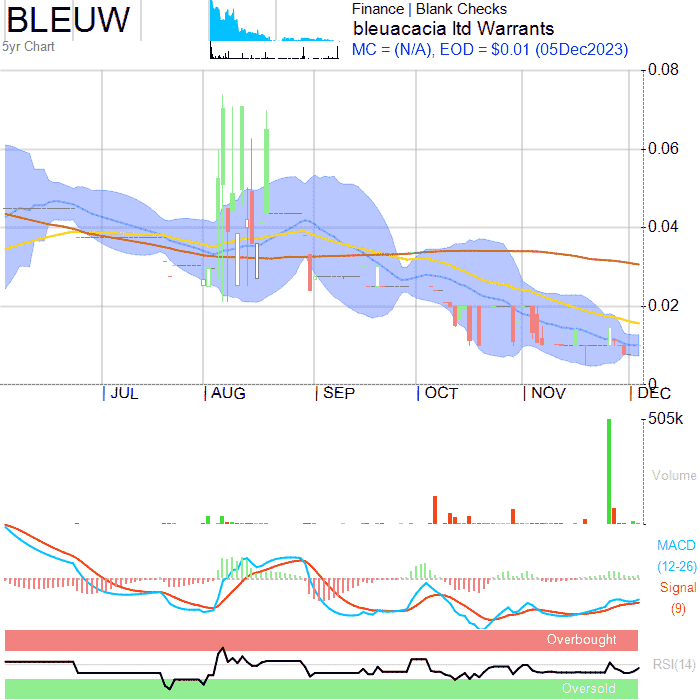 BLEUW
5yr Chart
Finance | Blank Checks
bleuacacia ltd Warrants
MC = (N/A), EOD = $0.01 (05Dec2023)
0.08
0.06
0.04
0.02
0
JUL AUG SEP OCT NOV DEC
505k
Volume
MACD
(12-26)
Signal
(9)
Overbought
RSI(14)
Oversold